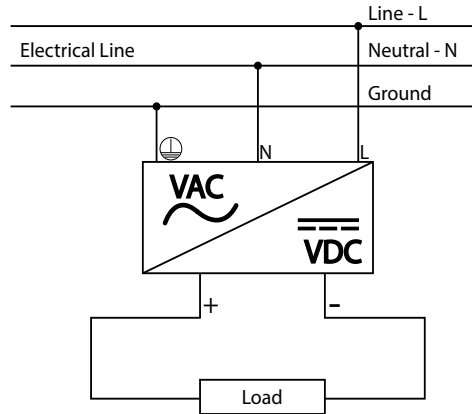 Line - L
Electrical Line
Neutral - N
Ground
N
L
VAC
VDC
+
-
Load